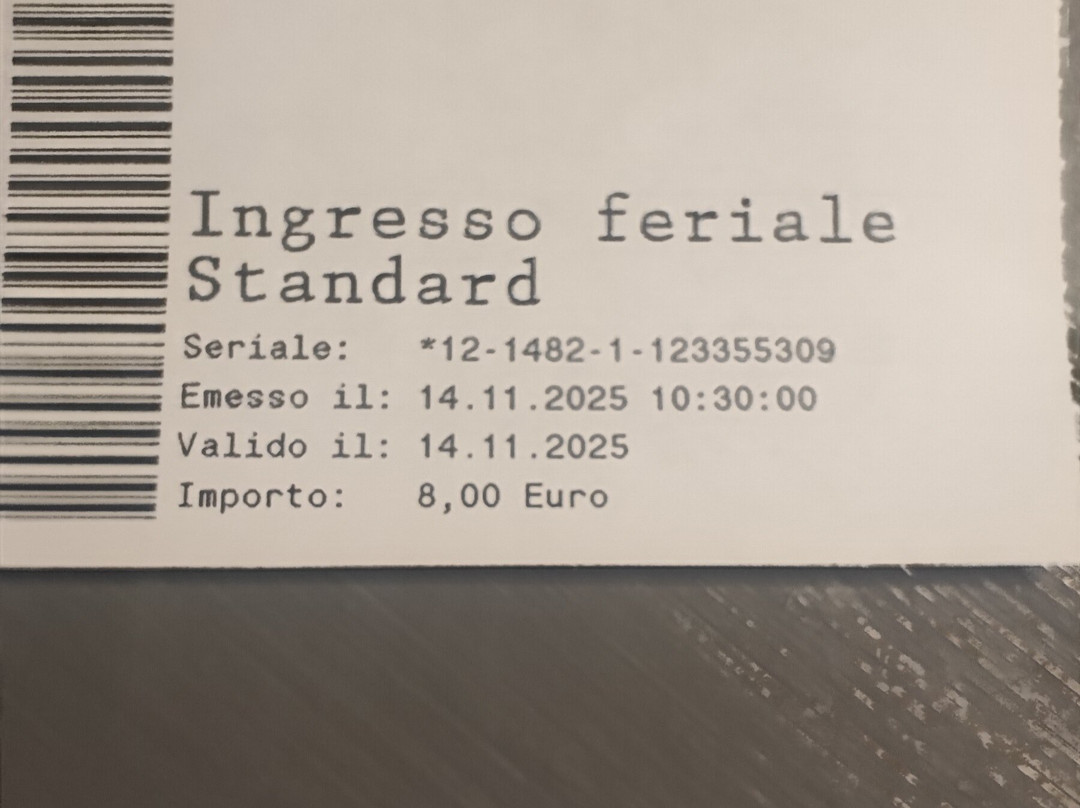 Ingresso feriale
Standard
Seriale: *12-1482-1-123355309
Emesso il: 14.11.2025 10:30:00
Valido il: 14.11.2025
Importo: 8,00 Euro